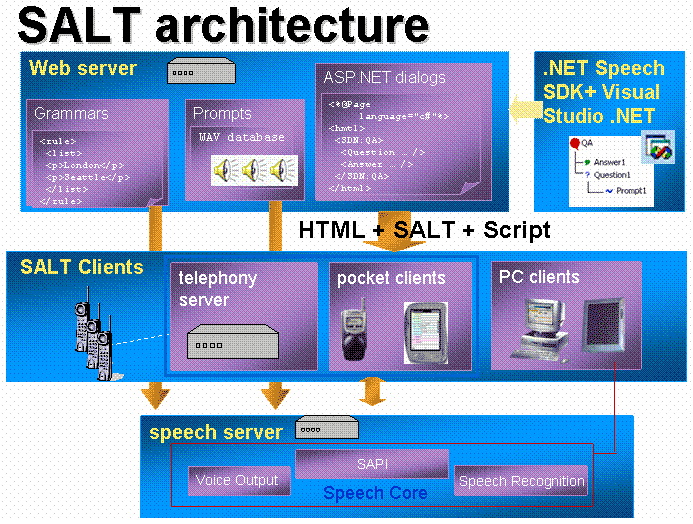 SALT architecture
Web server
Grammars
<rule>
<list>
<p>London</p>
<p>Seattle</p>
</list>
</rule>
Prompts
WAV database
ASP.NET dialogs
<*@Page
language="c#"*>
<hmtl>
<SDN:QA>
<Question … />
<Answer … />
</SDN:QA>
</html>
.NET Speech
SDK+ Visual
Studio .NET
QA
Answer1
Question1
Prompt1
HTML + SALT + Script
SALT Clients
telephony
server
pocket clients
PC clients
speech server
Voice Output
SAPI
Speech Recognition
Speech Core